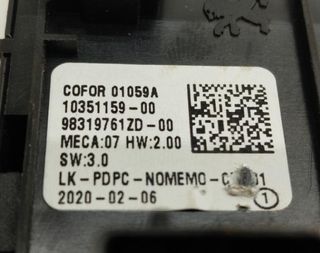 COFOR 01059A
10351159-00
98319761ZD-00
MECA:07 HW:2.00
SW:3.0
LK-PDPC-NOMEMO-
2020-02-06
1